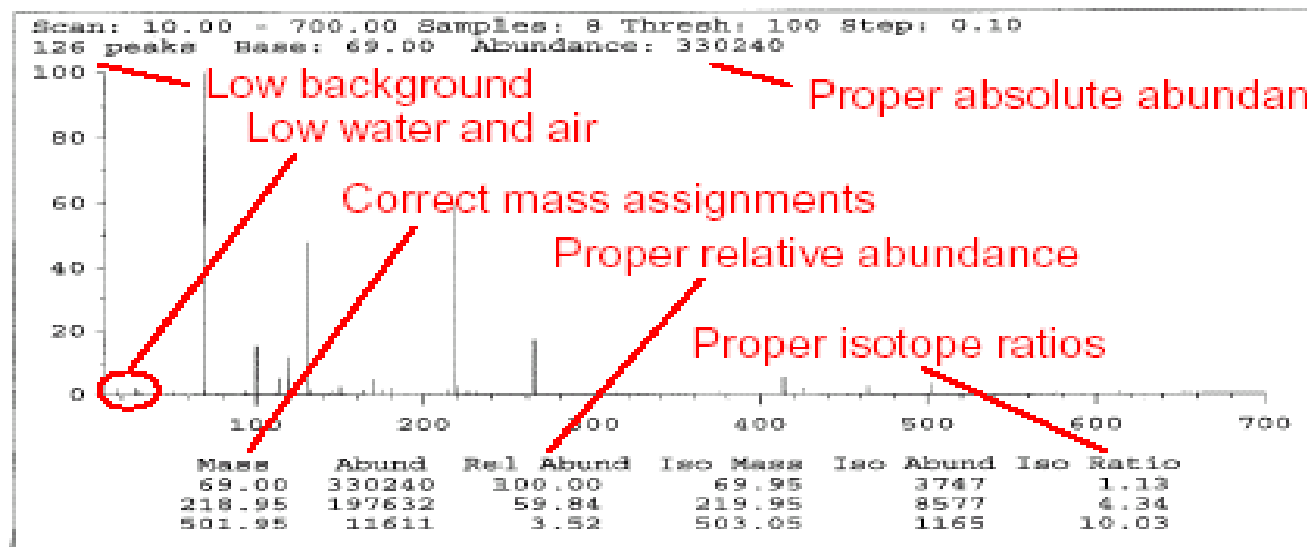 Scan: 10.00 - 700.00 Samples: 8 Thresh: 100 Step: 0.10
126 peaks Base: 69.00 Abundance: 330240
100
Low background
Proper absolute abundan
Low water and air
80
60
Correct mass assignments
Proper relative abundance
40
20
Proper isotope ratios
0
100 200 300 400 500 600 700
Mass Abund Rel Abund Iso Mass Iso Abund Iso Ratio
69.00 330240 100.00 69.95 3747 1.13
218.95 197632 59.84 219.95 8577 4.34
501.95 11611 3.52 503.05 1165 10.03